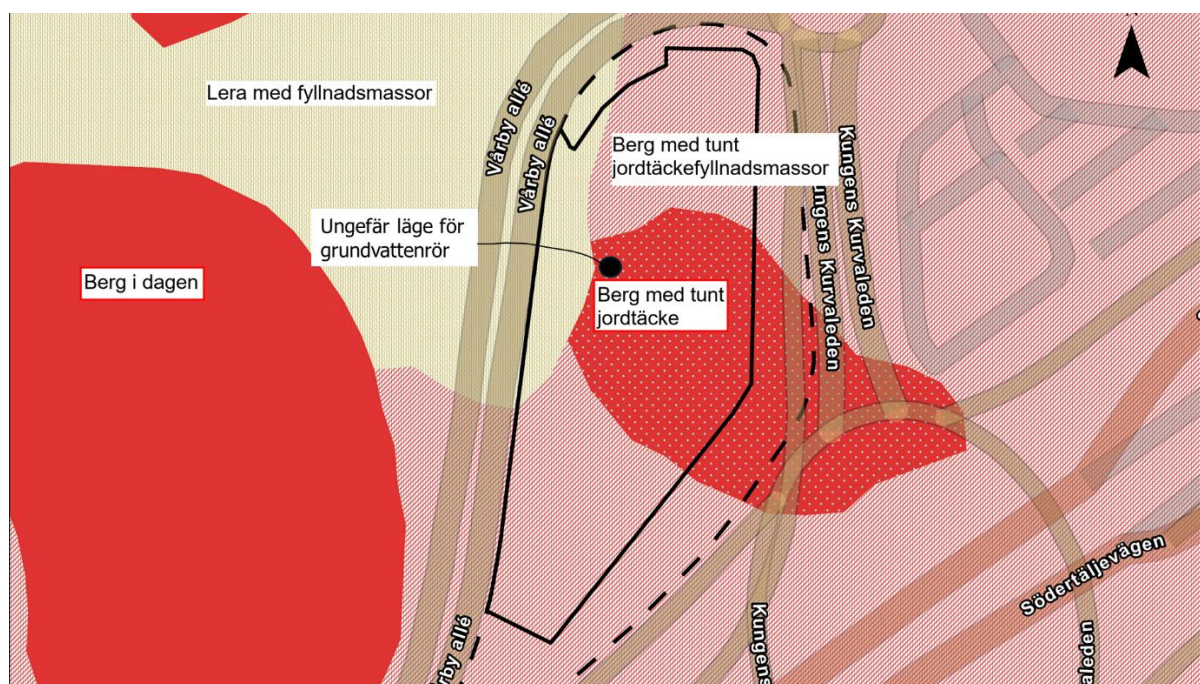 Lera med fyllnadsmassor
Vårby allé
Vårby allé
Berg med tunt
jordtäckefyllnadsmassor
Kungens Kurvaleden
Kungens Kurvaleden
Ungefär läge för
grundvattenrör
Berg i dagen
Berg med tunt
jordtäcke
Södertäljevägen
Vårby allé
Kungens
valeden